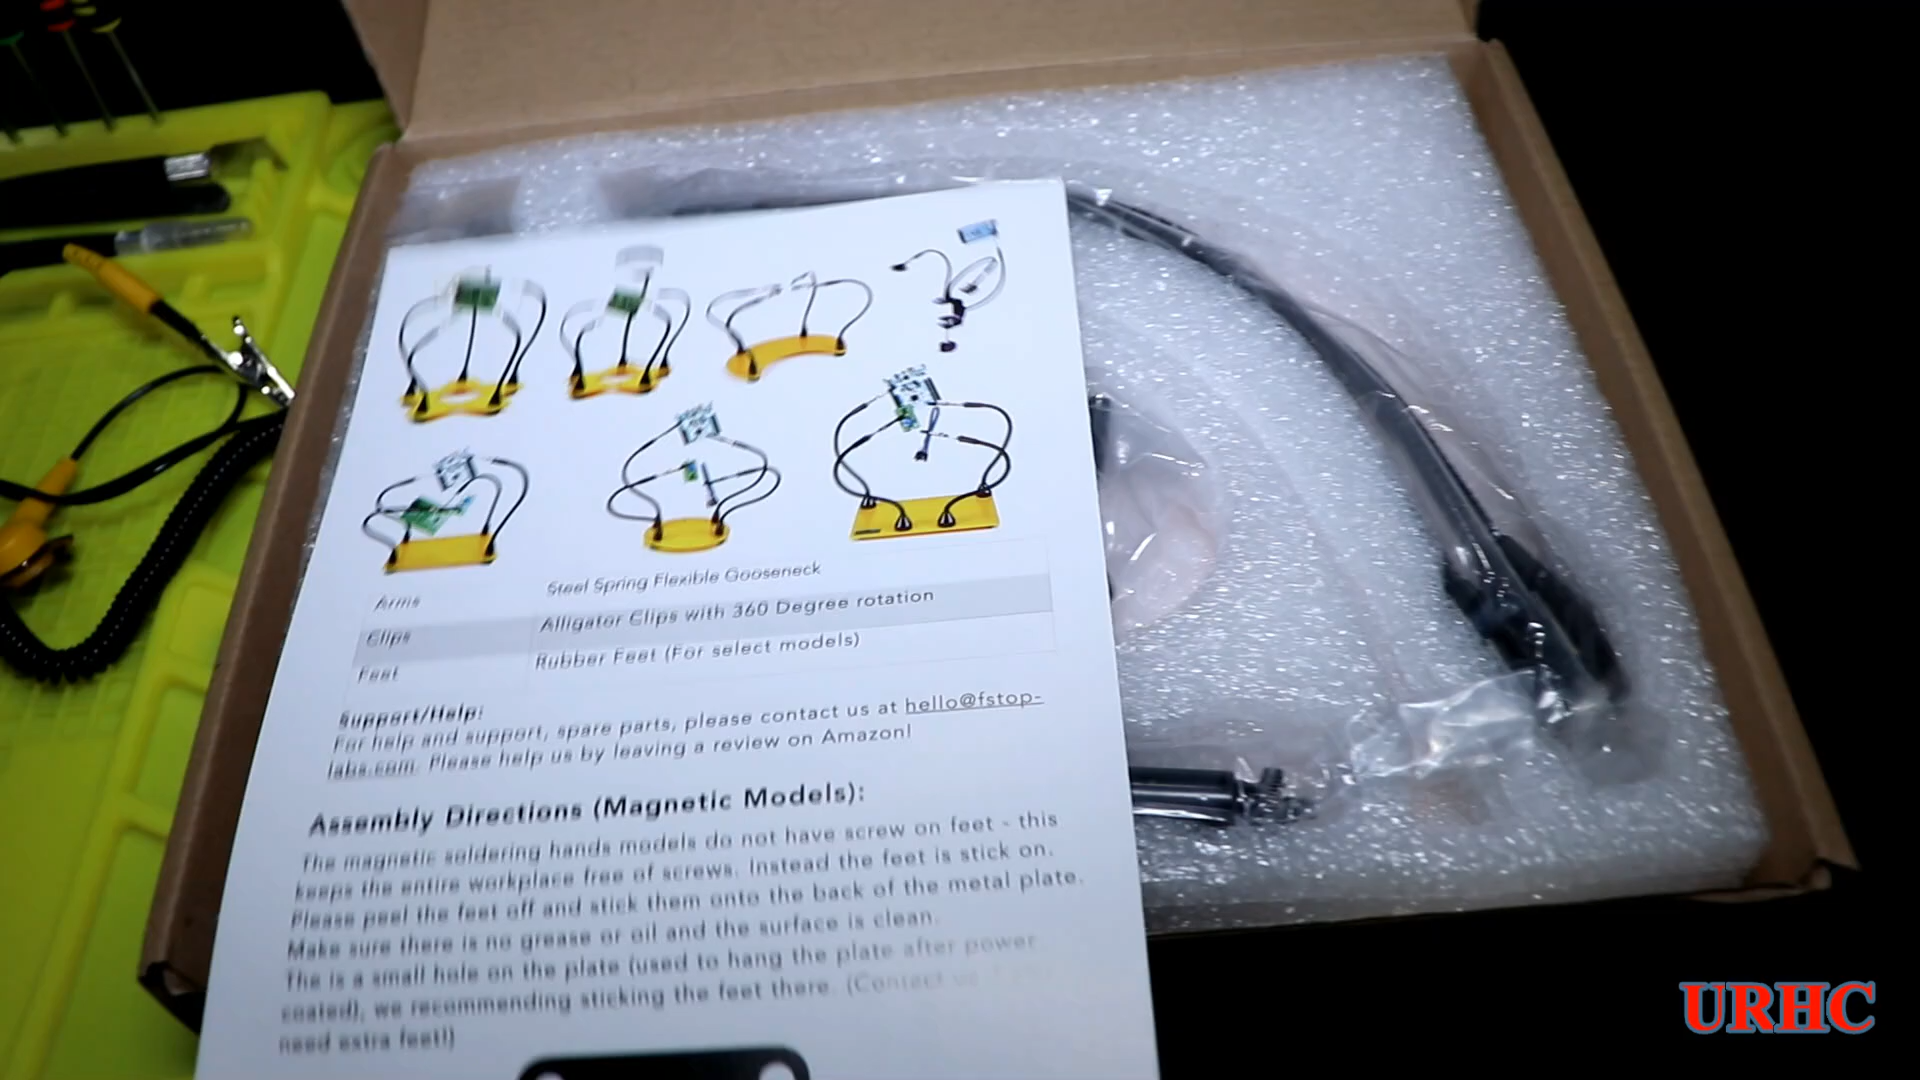 Arms Steel Spring Flexible Gooseneck
Clips Alligator Clips with 360 Degree rotation
Feet Rubber Feet (For select models)
Support/Help:
For help and support, spare parts, please contact us at hello@fstop-
labs.com. Please help us by leaving a review on Amazon!
Assembly Directions (Magnetic Models):
The magnetic soldering hands models do not have screw on feet - this
keeps the entire workplace free of screws. Instead the feet is stick on.
Please peel the feet off and stick them onto the back of the metal plate.
Make sure there is no grease or oil and the surface is clean.
The is a small hole on the plate (used to hang the plate after power
coated), we recommending sticking the feet there. (Contact
need extra feet!)
URHC